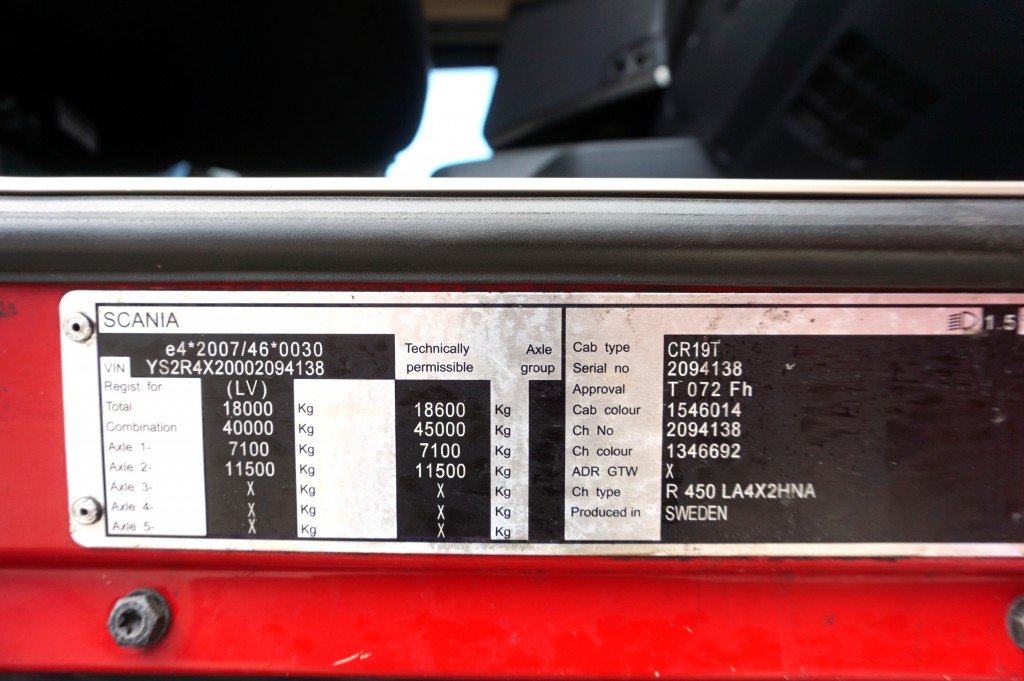 SCANIA 1.5
e4*2007/46*0030 Technically Axle
VIN YS2R4X20002094138 permissible group
Regist. for (LV)
Total 18000 Kg 18600 Kg
Combination 40000 Kg 45000 Kg
Axle 1- 7100 Kg 7100 Kg
Axle 2- 11500 Kg 11500 Kg
Axle 3- X Kg X Kg
Axle 4- X Kg X Kg
Axle 5- X Kg X Kg
Cab type CR19T
Serial no 2094138
Approval T 072 Fh
Cab colour 1546014
Ch No 2094138
Ch colour 1346692
ADR GTW X
Ch type R 450 LA4X2HNA
Produced in SWEDEN